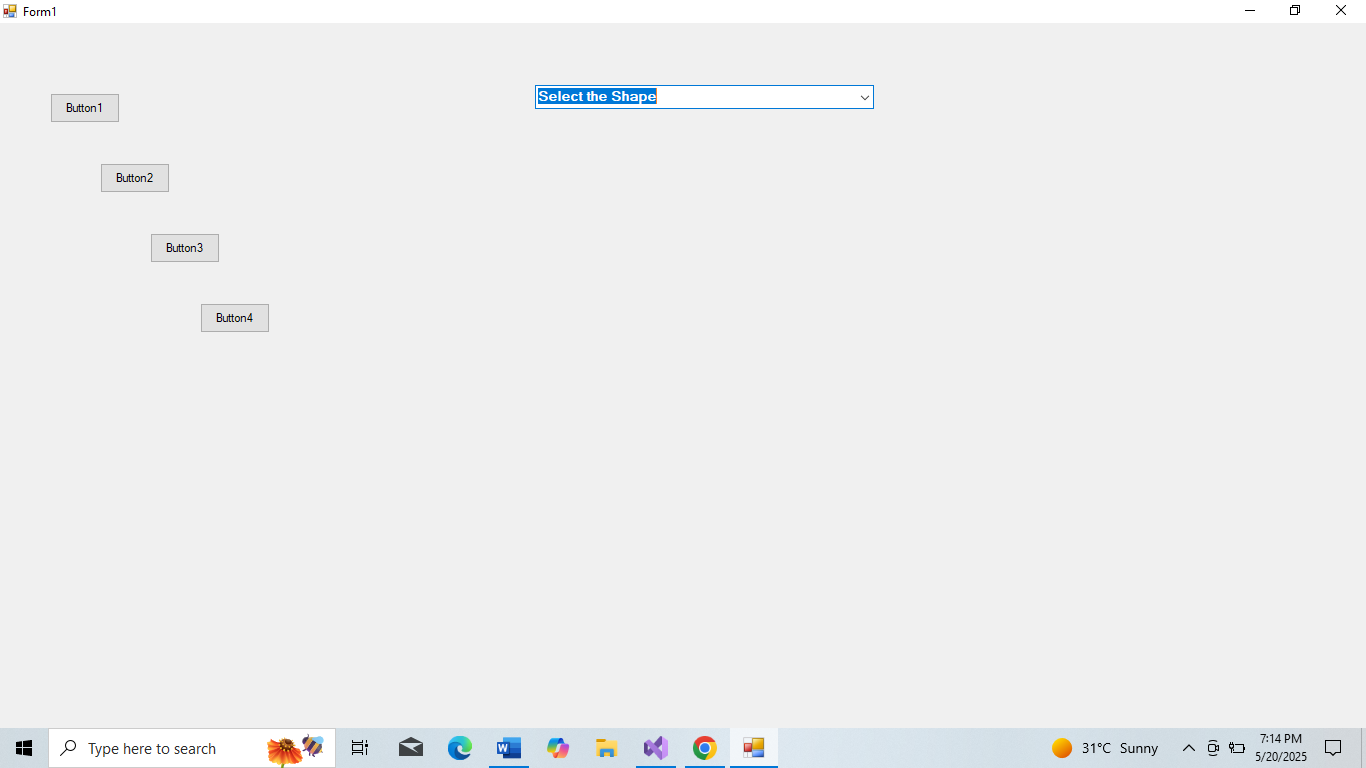 Form1
Select the Shape
Button1
Button2
Button3
Button4
Type here to search
31°C Sunny
7:14 PM
5/20/2025